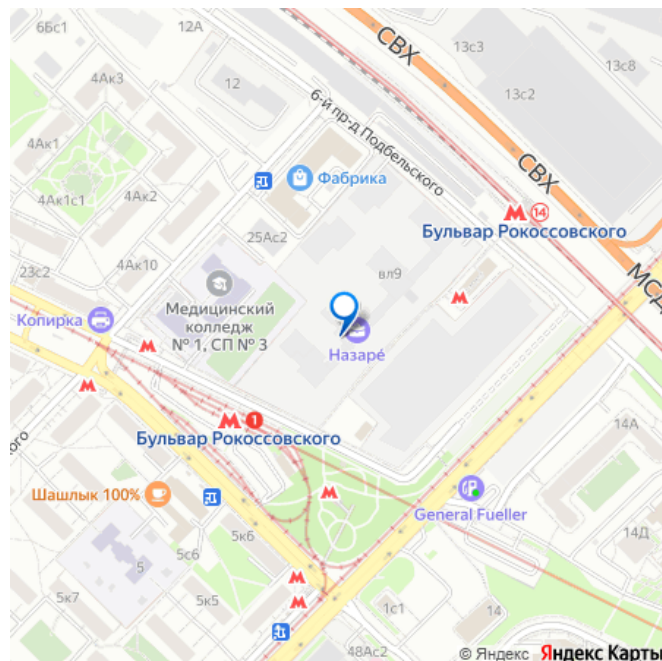 6Бс1
12А
СВХ
13с3
13с8
4Ак3
12
13с2
6-й пр-д Подбельского
4Ак1
СВХ
Фабрика
4Ак1с1
4Ак2
14
Бульвар Рокоссовского
25Ас2
23с2
4Ак10
вл9
МСД
Медицинский
колледж
№ 1, СП № 3
Копирка
Назаре́
1
Бульвар Рокоссовского
14А
ого
Шашлык 100%
General Fueller
5к6
14Д
5с6
5
5к7
5к5
1с1
14
48Ас2
© Яндекс Яндекс Карты